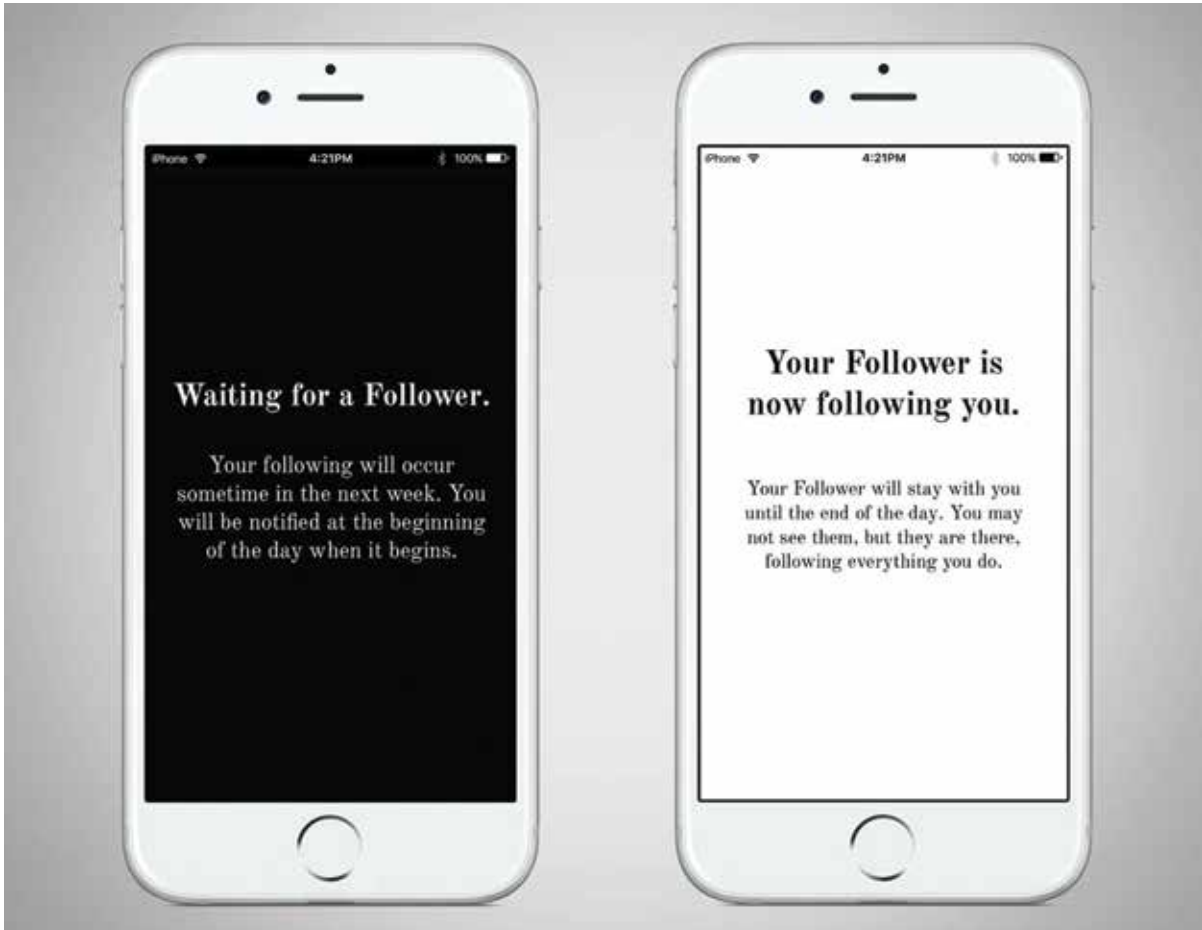 iPhone
4:21PM
100%
Waiting for a Follower.
Your following will occur
sometime in the next week. You
will be notified at the beginning
of the day when it begins.
iPhone
4:21PM
100%
Your Follower is
now following you.
Your Follower will stay with you
until the end of the day. You may
not see them, but they are there,
following everything you do.